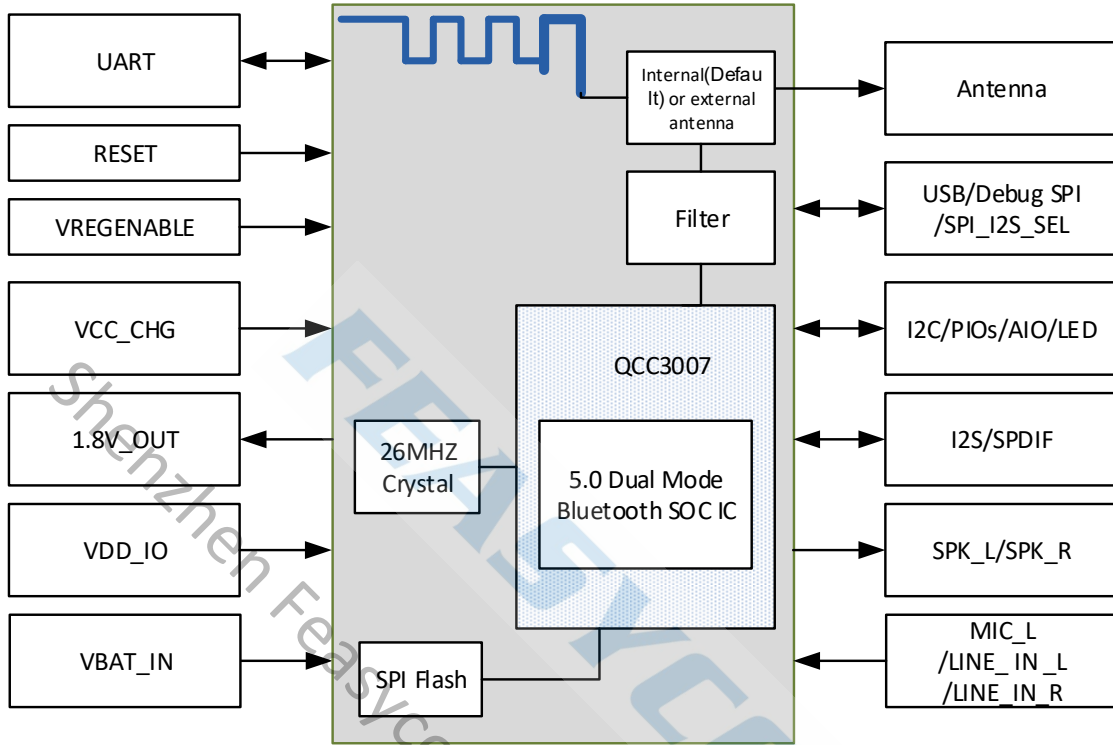 UART
RESET
VREGENABLE
VCC_CHG
1.8V_OUT
VDD_IO
VBAT_IN
Internal(Defau
lt) or external
antenna
Filter
QCC3007
5.0 Dual Mode
Bluetooth SOC IC
26MHZ
Crystal
SPI Flash
Antenna
USB/Debug SPI
/SPI_I2S_SEL
I2C/PIOs/AIO/LED
I2S/SPDIF
SPK_L/SPK_R
MIC_L
/LINE_IN_L
/LINE_IN_R
Shenzhen Feasyco
FEASYCO